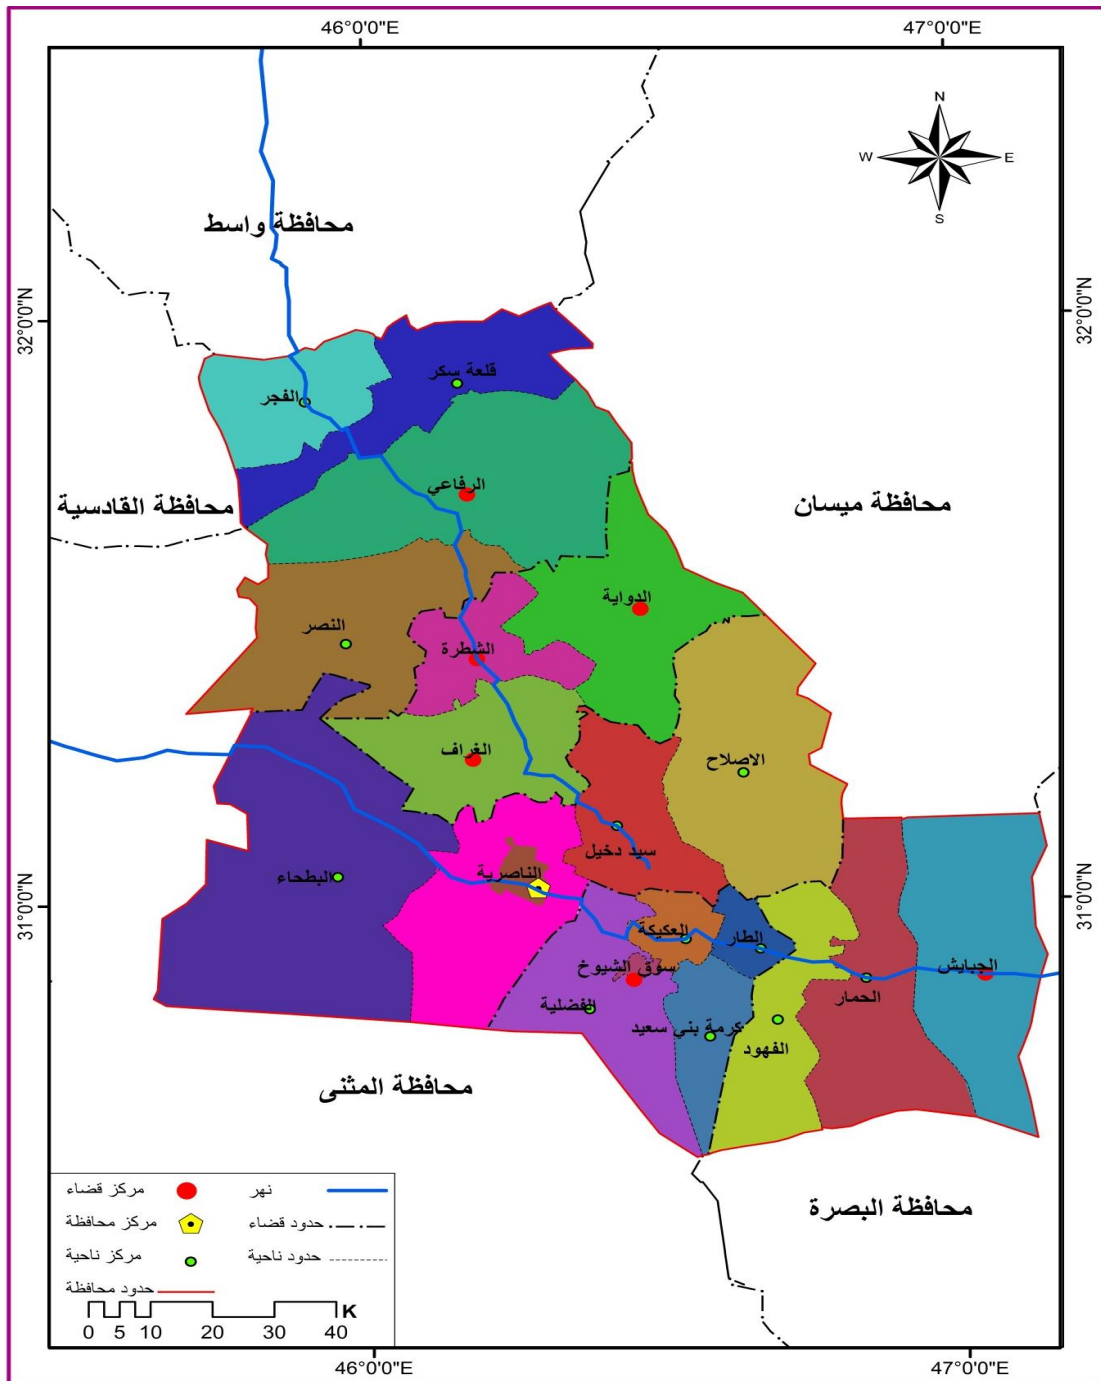 46°0'0"E
47°0'0"E
N
W
E
S
محافظة واسط
32°0'0"N
32°0'0"N
قلعة سكر
الفجر
الرفاعي
محافظة القادسية
محافظة ميسان
الدواية
النصر
الشطرة
الغراف
الاصلاح
سيد دخيل
البطحاء
الناصرية
31°0'0"N
31°0'0"N
العكيكة
الطار
سوق الشيوخ
الجبايش
الحمار
الفضلية
كرمة بني سعيد
الفهود
محافظة المثنى
محافظة البصرة
مركز قضاء
نهر
مركز محافظة
حدود قضاء
مركز ناحية
حدود ناحية
حدود محافظة
K
0 5 10 20 30 40
46°0'0"E
47°0'0"E